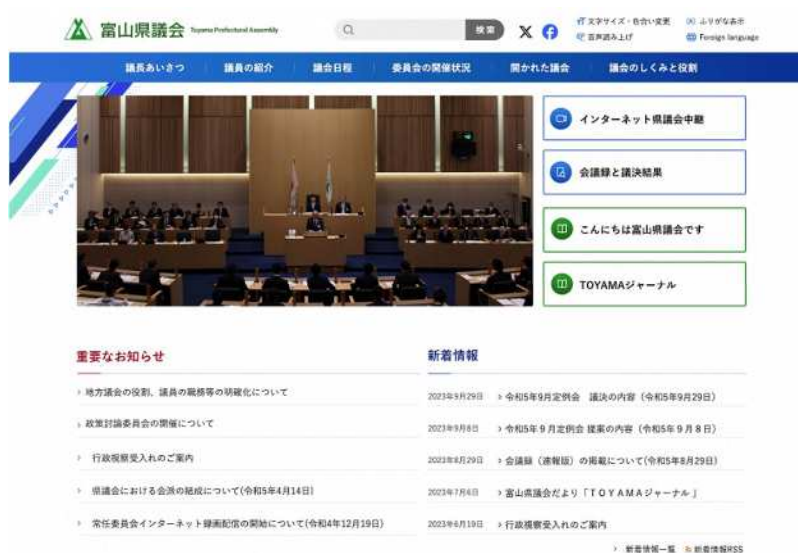 富山県議会 Toyama Prefectural Assembly
検索
文字サイズ・色合い変更
ふりがな表示
音声読み上げ
Foreign language
議長あいさつ 議員の紹介 議会日程 委員会の開催状況 開かれた議会 議会のしくみと役割
インターネット県議会中継
会議録と議決結果
こんにちは富山県議会です
TOYAMAジャーナル
重要なお知らせ
地方議会の役割、議員の職務等の明確化について
政策討論委員会の開催について
行政視察受入れのご案内
県議会における会派の結成について(令和5年4月14日)
常任委員会インターネット録画配信の開始について(令和4年12月19日)
新着情報
2023年9月29日 令和5年9月定例会 議決の内容（令和5年9月29日）
2023年9月8日 令和5年９月定例会 提案の内容（令和５年９月８日）
2023年8月29日 会議録（速報版）の掲載について(令和5年8月29日)
2023年7月6日 富山県議会だより「ＴＯＹＡＭＡジャーナル」
2023年6月19日 行政視察受入れのご案内
新着情報一覧 新着情報RSS